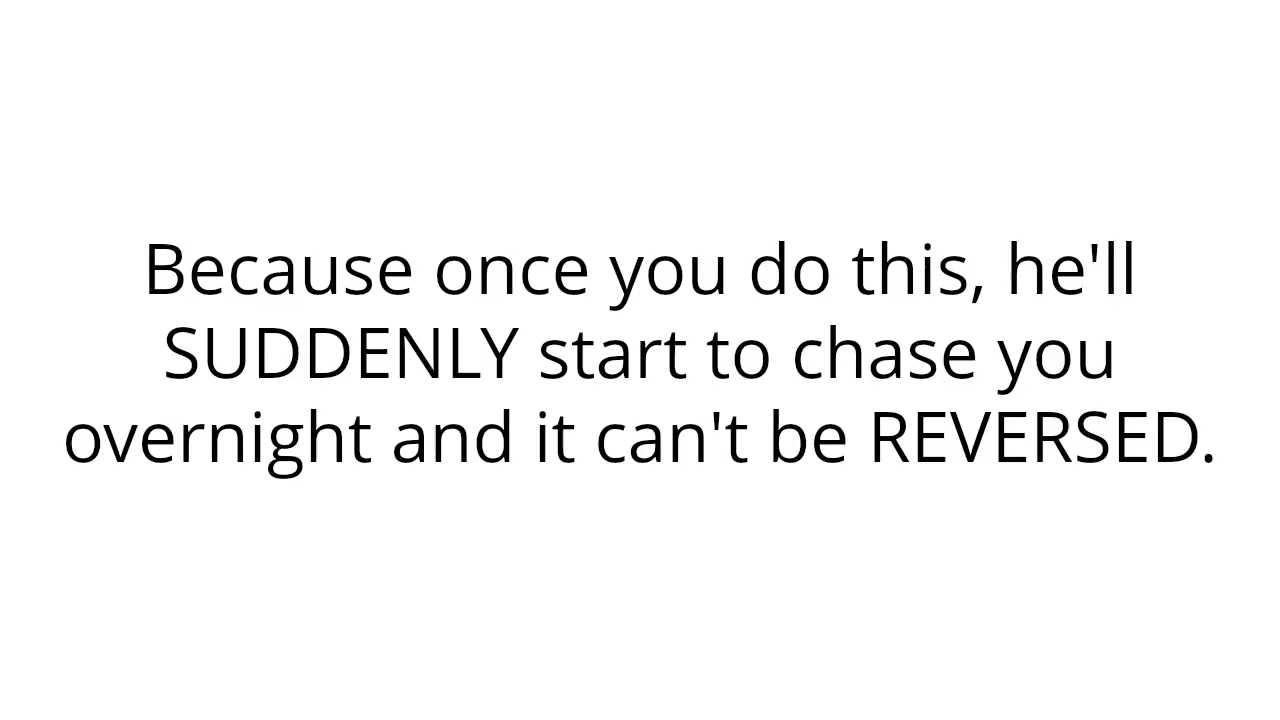 Because once you do this, he'll
SUDDENLY start to chase you
overnight and it can't be REVERSED.